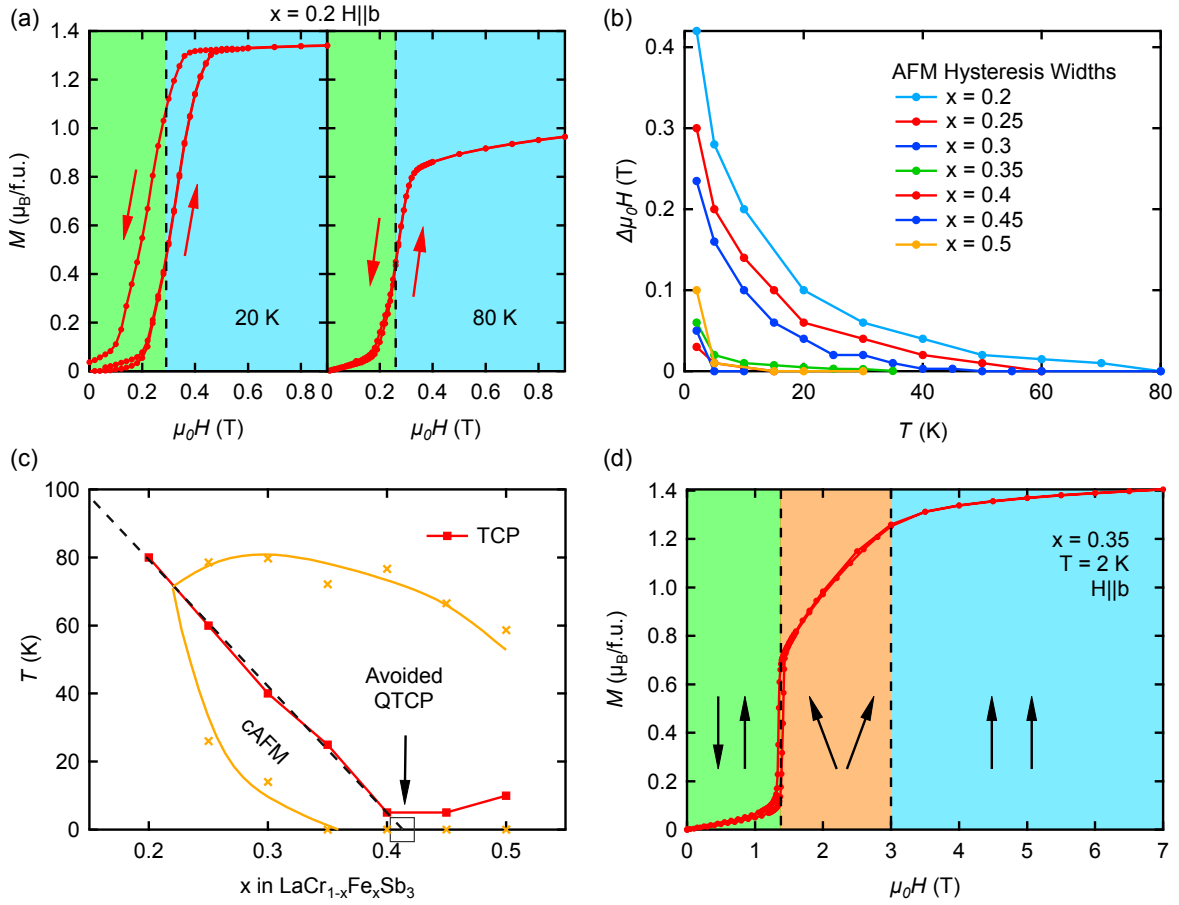 (a)
x = 0.2 H||b
M (μB/f.u.)
1.4
1.2
1.0
0.8
0.6
0.4
0.2
0
20 K
80 K
0 0.2 0.4 0.6 0.8
0.2 0.4 0.6 0.8
μ0H (T)
μ0H (T)
(b)
Δμ0H (T)
0.4
0.3
0.2
0.1
0
AFM Hysteresis Widths
x = 0.2
x = 0.25
x = 0.3
x = 0.35
x = 0.4
x = 0.45
x = 0.5
0 20 40 60 80
T (K)
(c)
T (K)
100
80
60
40
20
0
TCP
Avoided
QTCP
cAFM
0.2 0.3 0.4 0.5
x in LaCr1-xFexSb3
(d)
M (μB/f.u.)
1.4
1.2
1.0
0.8
0.6
0.4
0.2
0
x = 0.35
T = 2 K
H||b
0 1 2 3 4 5 6 7
μ0H (T)